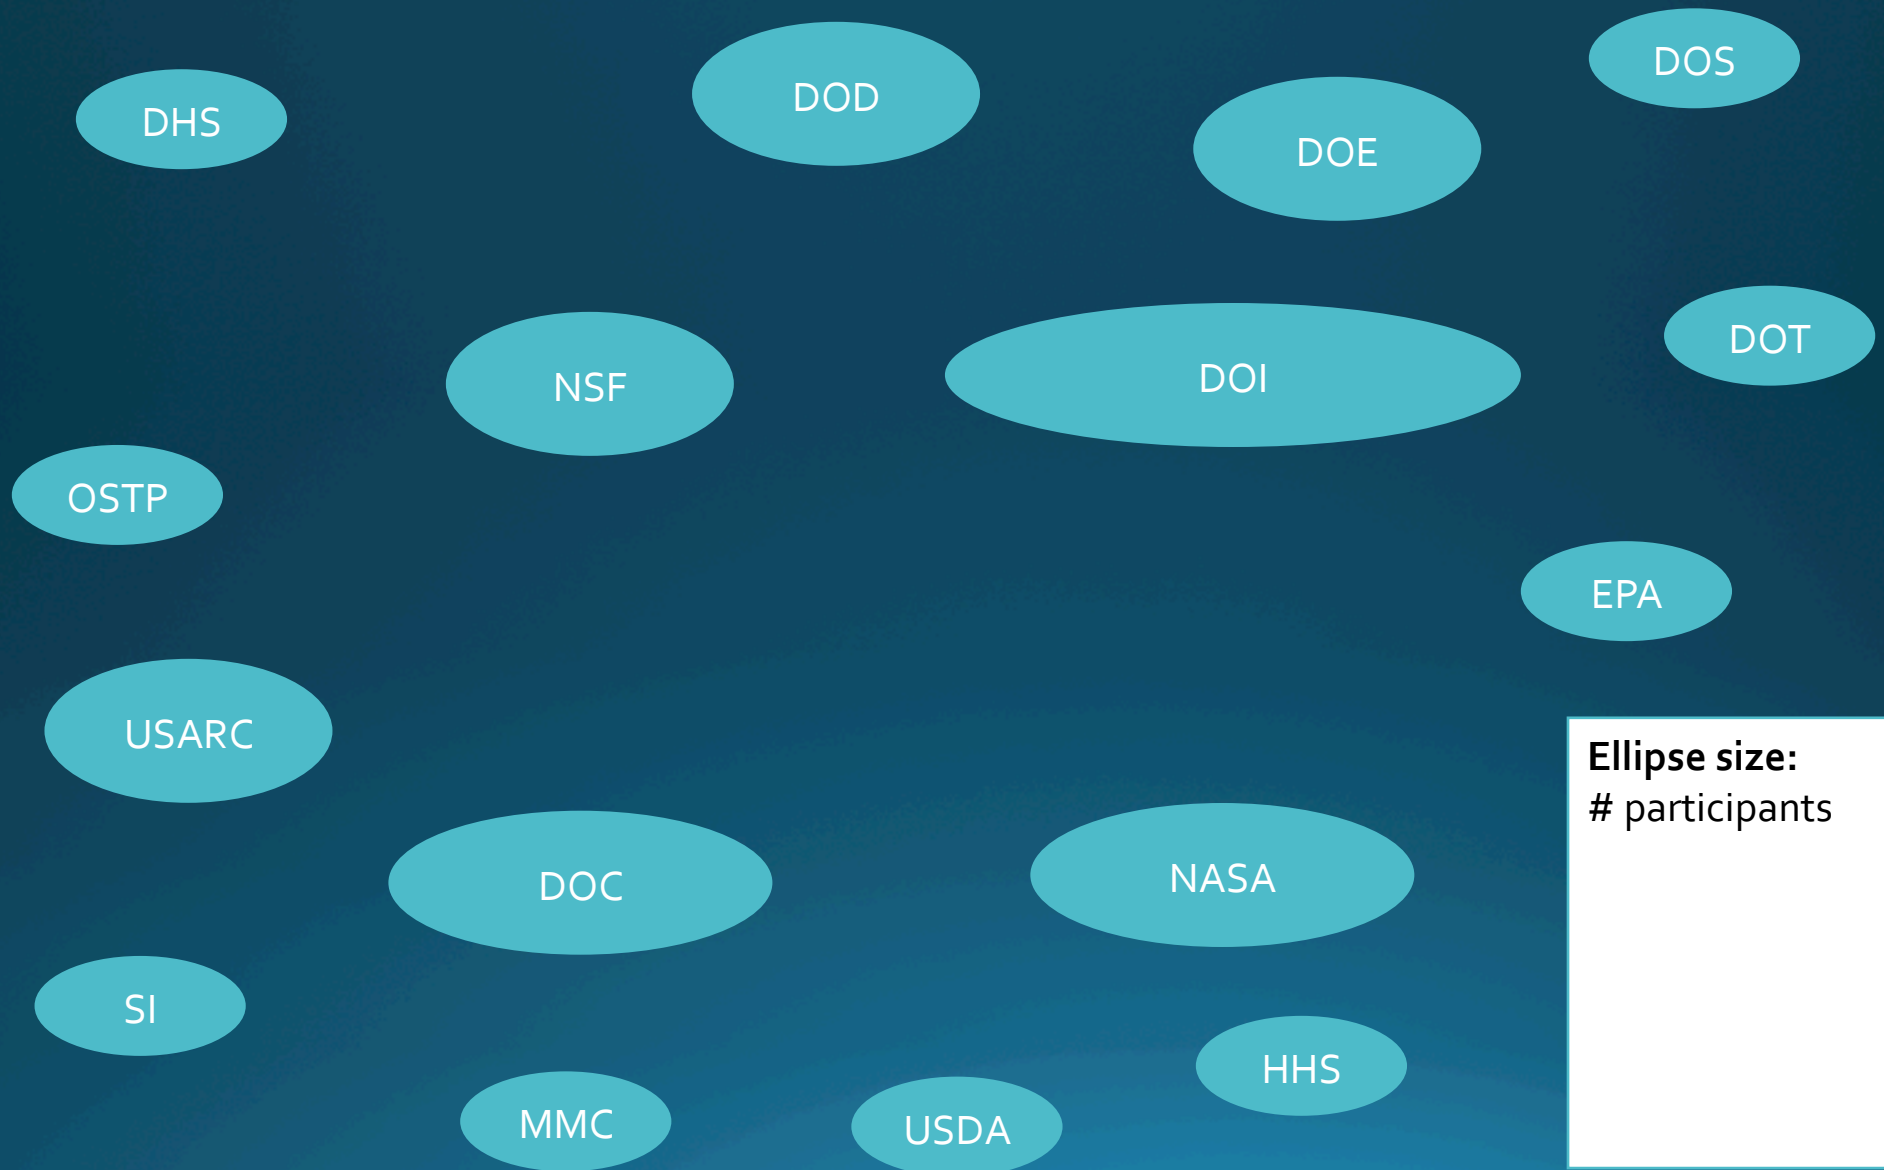 DOS
DOD
DHS
DOE
DOT
DOI
NSF
OSTP
EPA
USARC
Ellipse size:
# participants
NASA
DOC
SI
HHS
MMC
USDA